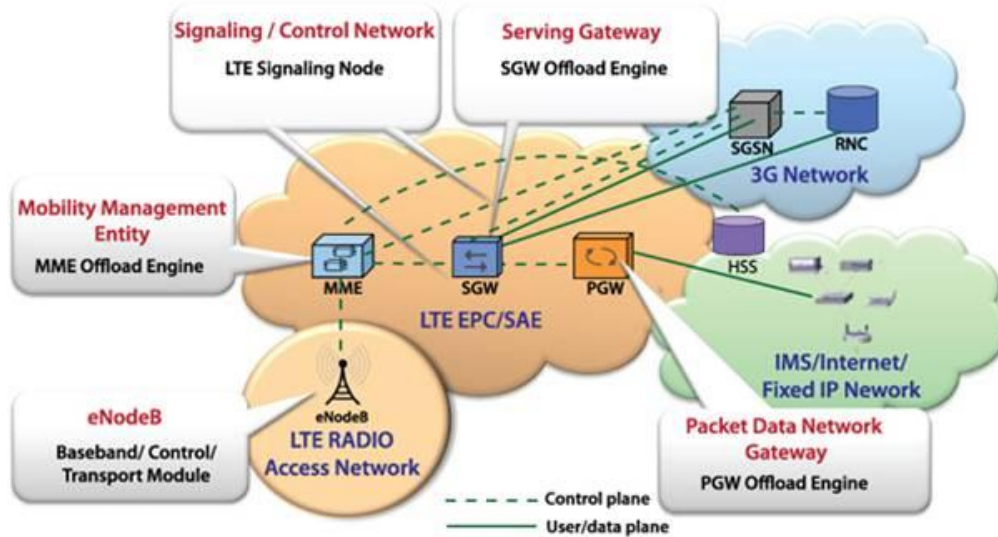 Signaling / Control Network
LTE Signaling Node
Serving Gateway
SGW Offload Engine
SGSN
RNC
3G Network
Mobility Management
Entity
MME Offload Engine
MME
SGW
PGW
HSS
LTE EPC/SAE
IMS/Internet/
Fixed IP Nework
eNodeB
Baseband/ Control/
Transport Module
eNodeB
LTE RADIO
Access Network
Packet Data Network
Gateway
PGW Offload Engine
Control plane
User/data plane